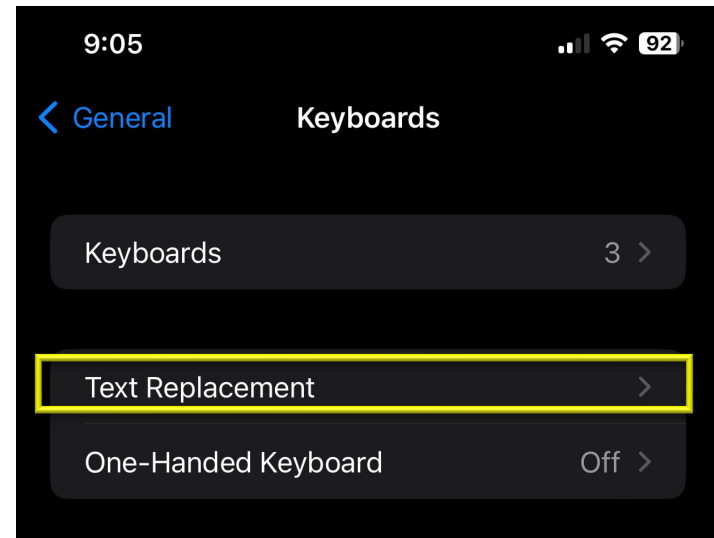 9:05 92
General Keyboards
Keyboards 3
Text Replacement
One-Handed Keyboard Off